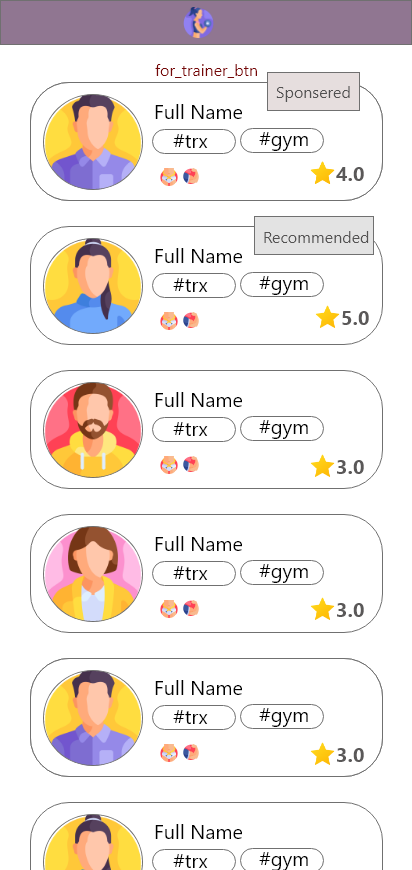 for_trainer_btn
Sponsered
Full Name
#trx
#gym
4.0
Recommended
Full Name
#trx
#gym
5.0
Full Name
#trx
#gym
3.0
Full Name
#trx
#gym
3.0
Full Name
#trx
#gym
3.0
Full Name
#trx
#gym